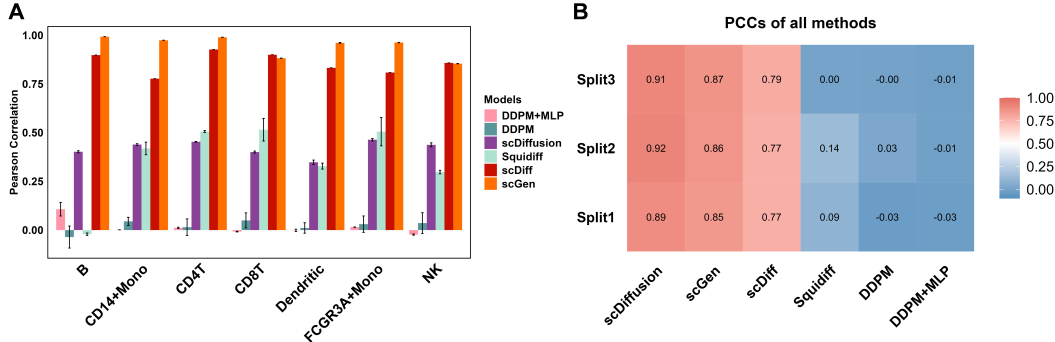 A
Pearson Correlation
1.00
0.75
0.50
0.25
0.00
B
CD14+Mono
CD4T
CD8T
Dendritic
FCGR3A+Mono
NK
Models
DDPM+MLP
DDPM
scDiffusion
Squidiff
scDiff
scGen
B
PCCs of all methods
Split3
0.91 0.87 0.79 0.00 -0.00 -0.01
Split2
0.92 0.86 0.77 0.14 0.03 -0.01
Split1
0.89 0.85 0.77 0.09 -0.03 -0.03
scDiffusion
scGen
scDiff
Squidiff
DDPM
DDPM+MLP
1.00
0.75
0.50
0.25
0.00